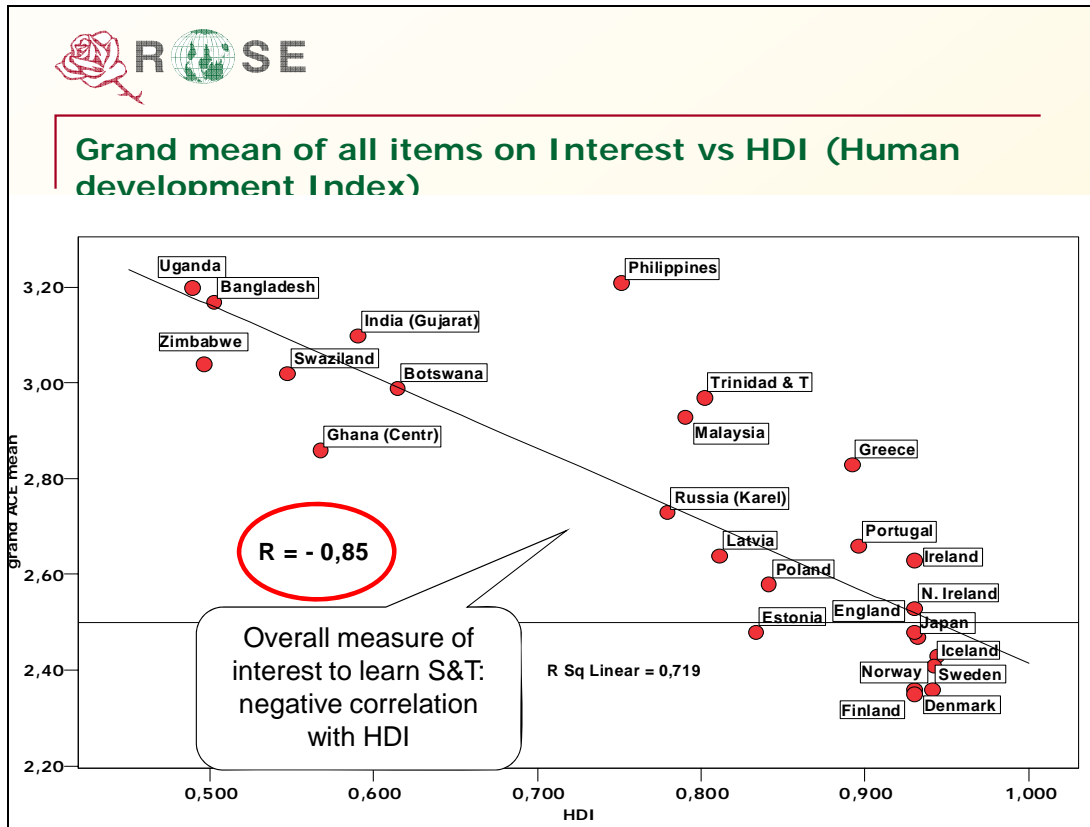 ROSE
Grand mean of all items on Interest vs HDI (Human
development Index)
grand ACE mean
3,20
3,00
2,80
2,60
2,40
2,20
Uganda
Bangladesh
Zimbabwe
India (Gujarat)
Swaziland
Botswana
Ghana (Centr)
Philippines
Trinidad & T
Malaysia
Greece
Russia (Karel)
Latvia
Portugal
Poland
Ireland
Estonia
England
N. Ireland
Japan
Iceland
Norway
Sweden
Finland
Denmark
R = - 0,85
Overall measure of
interest to learn S&T:
negative correlation
with HDI
R Sq Linear = 0,719
0,500
0,600
0,700
0,800
0,900
1,000
HDI